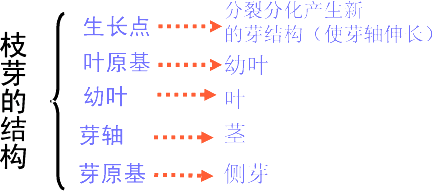 枝芽的结构
生长点
分裂分化产生新
的芽结构（使芽轴伸长）
叶原基
幼叶
幼叶
叶
芽轴
茎
芽原基
侧芽